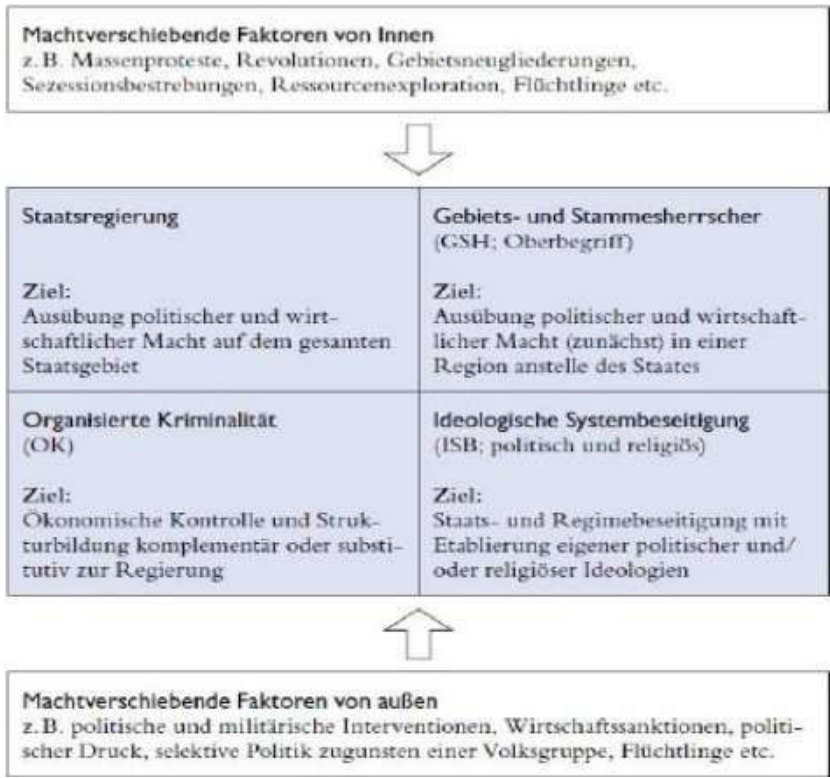 Machtverschiebende Faktoren von Innen
z.B. Massenproteste, Revolutionen, Gebietsneugliederungen,
Sezessionsbestrebungen, Ressourcenexploration, Flüchtlinge etc.
Staatsregierung
Ziel:
Ausübung politischer und wirt-
schaftlicher Macht auf dem gesamten
Staatsgebiet
Gebiets- und Stammesherrscher
(GSH; Oberbegriff)
Ziel:
Ausübung politischer und wirtschaft-
licher Macht (zunächst) in einer
Region anstelle des Staates
Organisierte Kriminalität
(OK)
Ziel:
Ökonomische Kontrolle und Struk-
turbildung komplementär oder substi-
tutiv zur Regierung
Ideologische Systembeseitigung
(ISB; politisch und religiös)
Ziel:
Staats- und Regimebeseitigung mit
Etablierung eigener politischer und/
oder religiöser Ideologien
Machtverschiebende Faktoren von außen
z.B. politische und militärische Interventionen, Wirtschaftssanktionen, politi-
scher Druck, selektive Politik zugunsten einer Volksgruppe, Flüchtlinge etc.